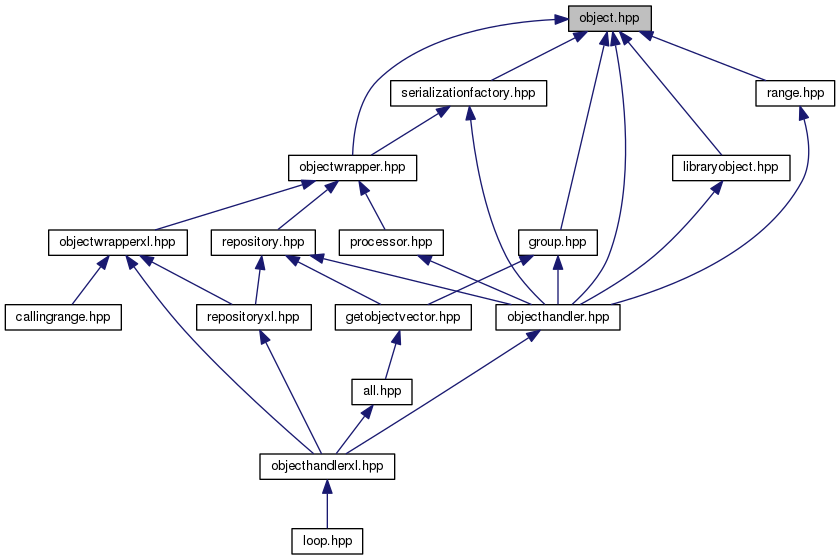 object.hpp
serializationfactory.hpp
range.hpp
objectwrapper.hpp
libraryobject.hpp
objectwrapperxl.hpp
repository.hpp
processor.hpp
group.hpp
callingrange.hpp
repositoryxl.hpp
getobjectvector.hpp
objecthandler.hpp
all.hpp
objecthandlerxl.hpp
loop.hpp